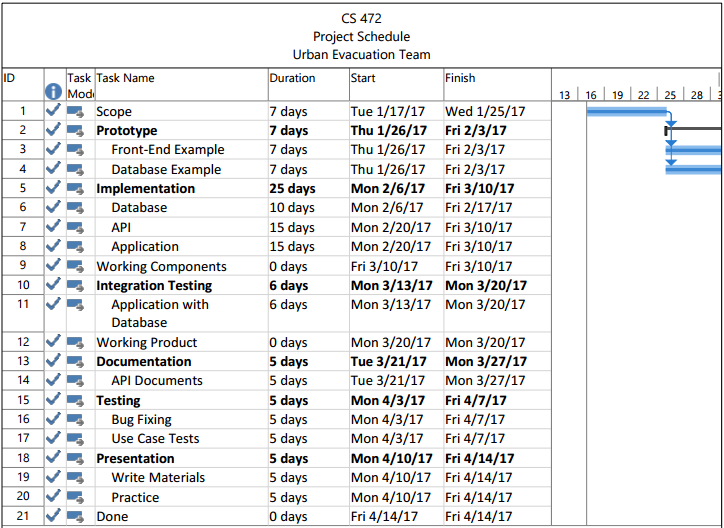 CS 472
Project Schedule
Urban Evacuation Team
ID Task Mode Task Name Duration Start Finish 13 16 19 22 25 28
1 Scope 7 days Tue 1/17/17 Wed 1/25/17
2 Prototype 7 days Thu 1/26/17 Fri 2/3/17
3 Front-End Example 7 days Thu 1/26/17 Fri 2/3/17
4 Database Example 7 days Thu 1/26/17 Fri 2/3/17
5 Implementation 25 days Mon 2/6/17 Fri 3/10/17
6 Database 10 days Mon 2/6/17 Fri 2/17/17
7 API 15 days Mon 2/20/17 Fri 3/10/17
8 Application 15 days Mon 2/20/17 Fri 3/10/17
9 Working Components 0 days Fri 3/10/17 Fri 3/10/17
10 Integration Testing 6 days Mon 3/13/17 Mon 3/20/17
11 Application with Database 6 days Mon 3/13/17 Mon 3/20/17
12 Working Product 0 days Mon 3/20/17 Mon 3/20/17
13 Documentation 5 days Tue 3/21/17 Mon 3/27/17
14 API Documents 5 days Tue 3/21/17 Mon 3/27/17
15 Testing 5 days Mon 4/3/17 Fri 4/7/17
16 Bug Fixing 5 days Mon 4/3/17 Fri 4/7/17
17 Use Case Tests 5 days Mon 4/3/17 Fri 4/7/17
18 Presentation 5 days Mon 4/10/17 Fri 4/14/17
19 Write Materials 5 days Mon 4/10/17 Fri 4/14/17
20 Practice 5 days Mon 4/10/17 Fri 4/14/17
21 Done 0 days Fri 4/14/17 Fri 4/14/17